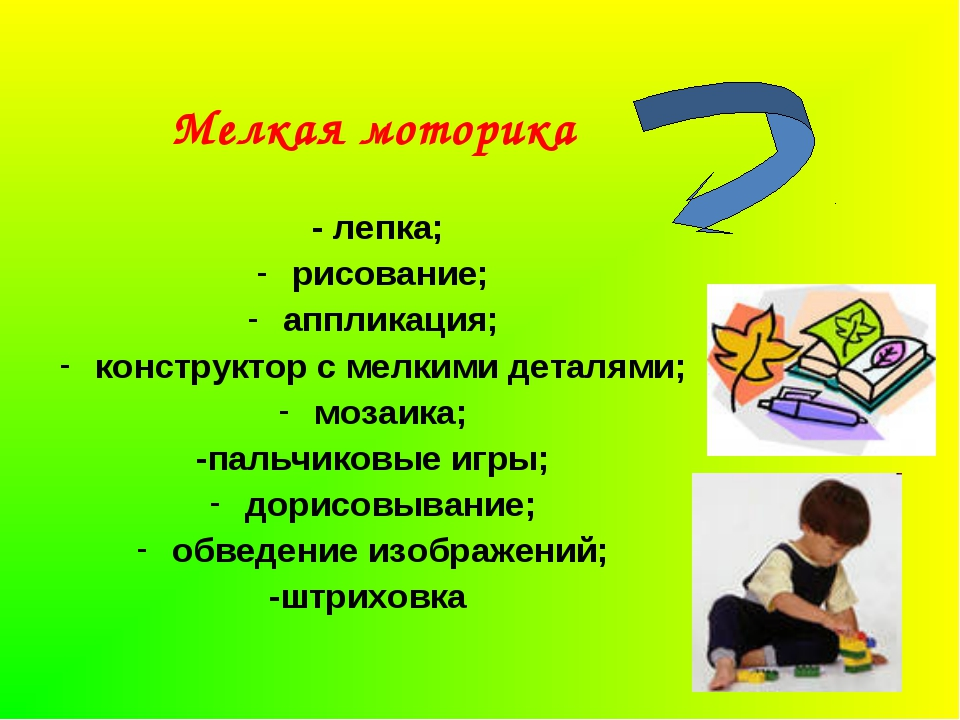 Мелкая моторика
- лепка;
- рисование;
- аппликация;
- конструктор с мелкими деталями;
- мозаика;
-пальчиковые игры;
- дорисовывание;
- обведение изображений;
-штриховка